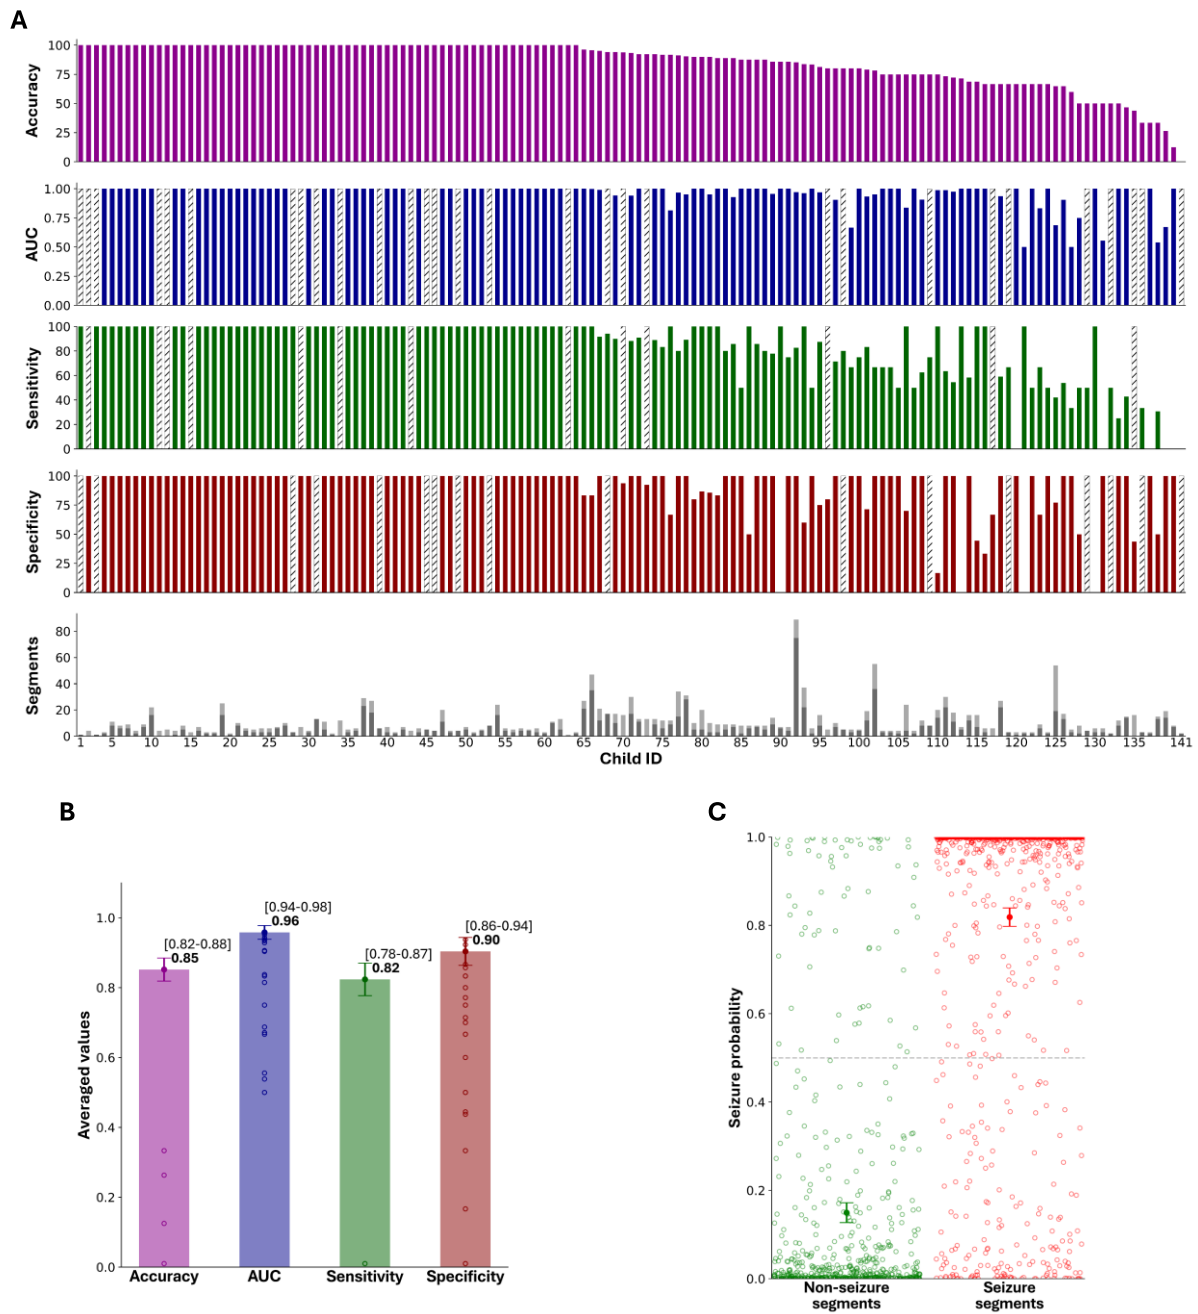 A
Accuracy
100
75
50
25
0
AUC
1.00
0.75
0.50
0.25
0.00
Sensitivity
100
80
60
40
20
0
Specificity
100
75
50
25
0
Segments
80
60
40
20
0
1 5 10 15 20 25 30 35 40 45 50 55 60 65 70 75 80 85 90 95 100 105 110 115 120 125 130 135 141
Child ID
B
Averaged values
1.0
0.8
0.6
0.4
0.2
0.0
[0.82-0.88]
0.85
[0.94-0.98]
0.96
[0.78-0.87]
0.82
[0.86-0.94]
0.90
Accuracy AUC Sensitivity Specificity
C
Seizure probability
1.0
0.8
0.6
0.4
0.2
0.0
Non-seizure
segments
Seizure
segments